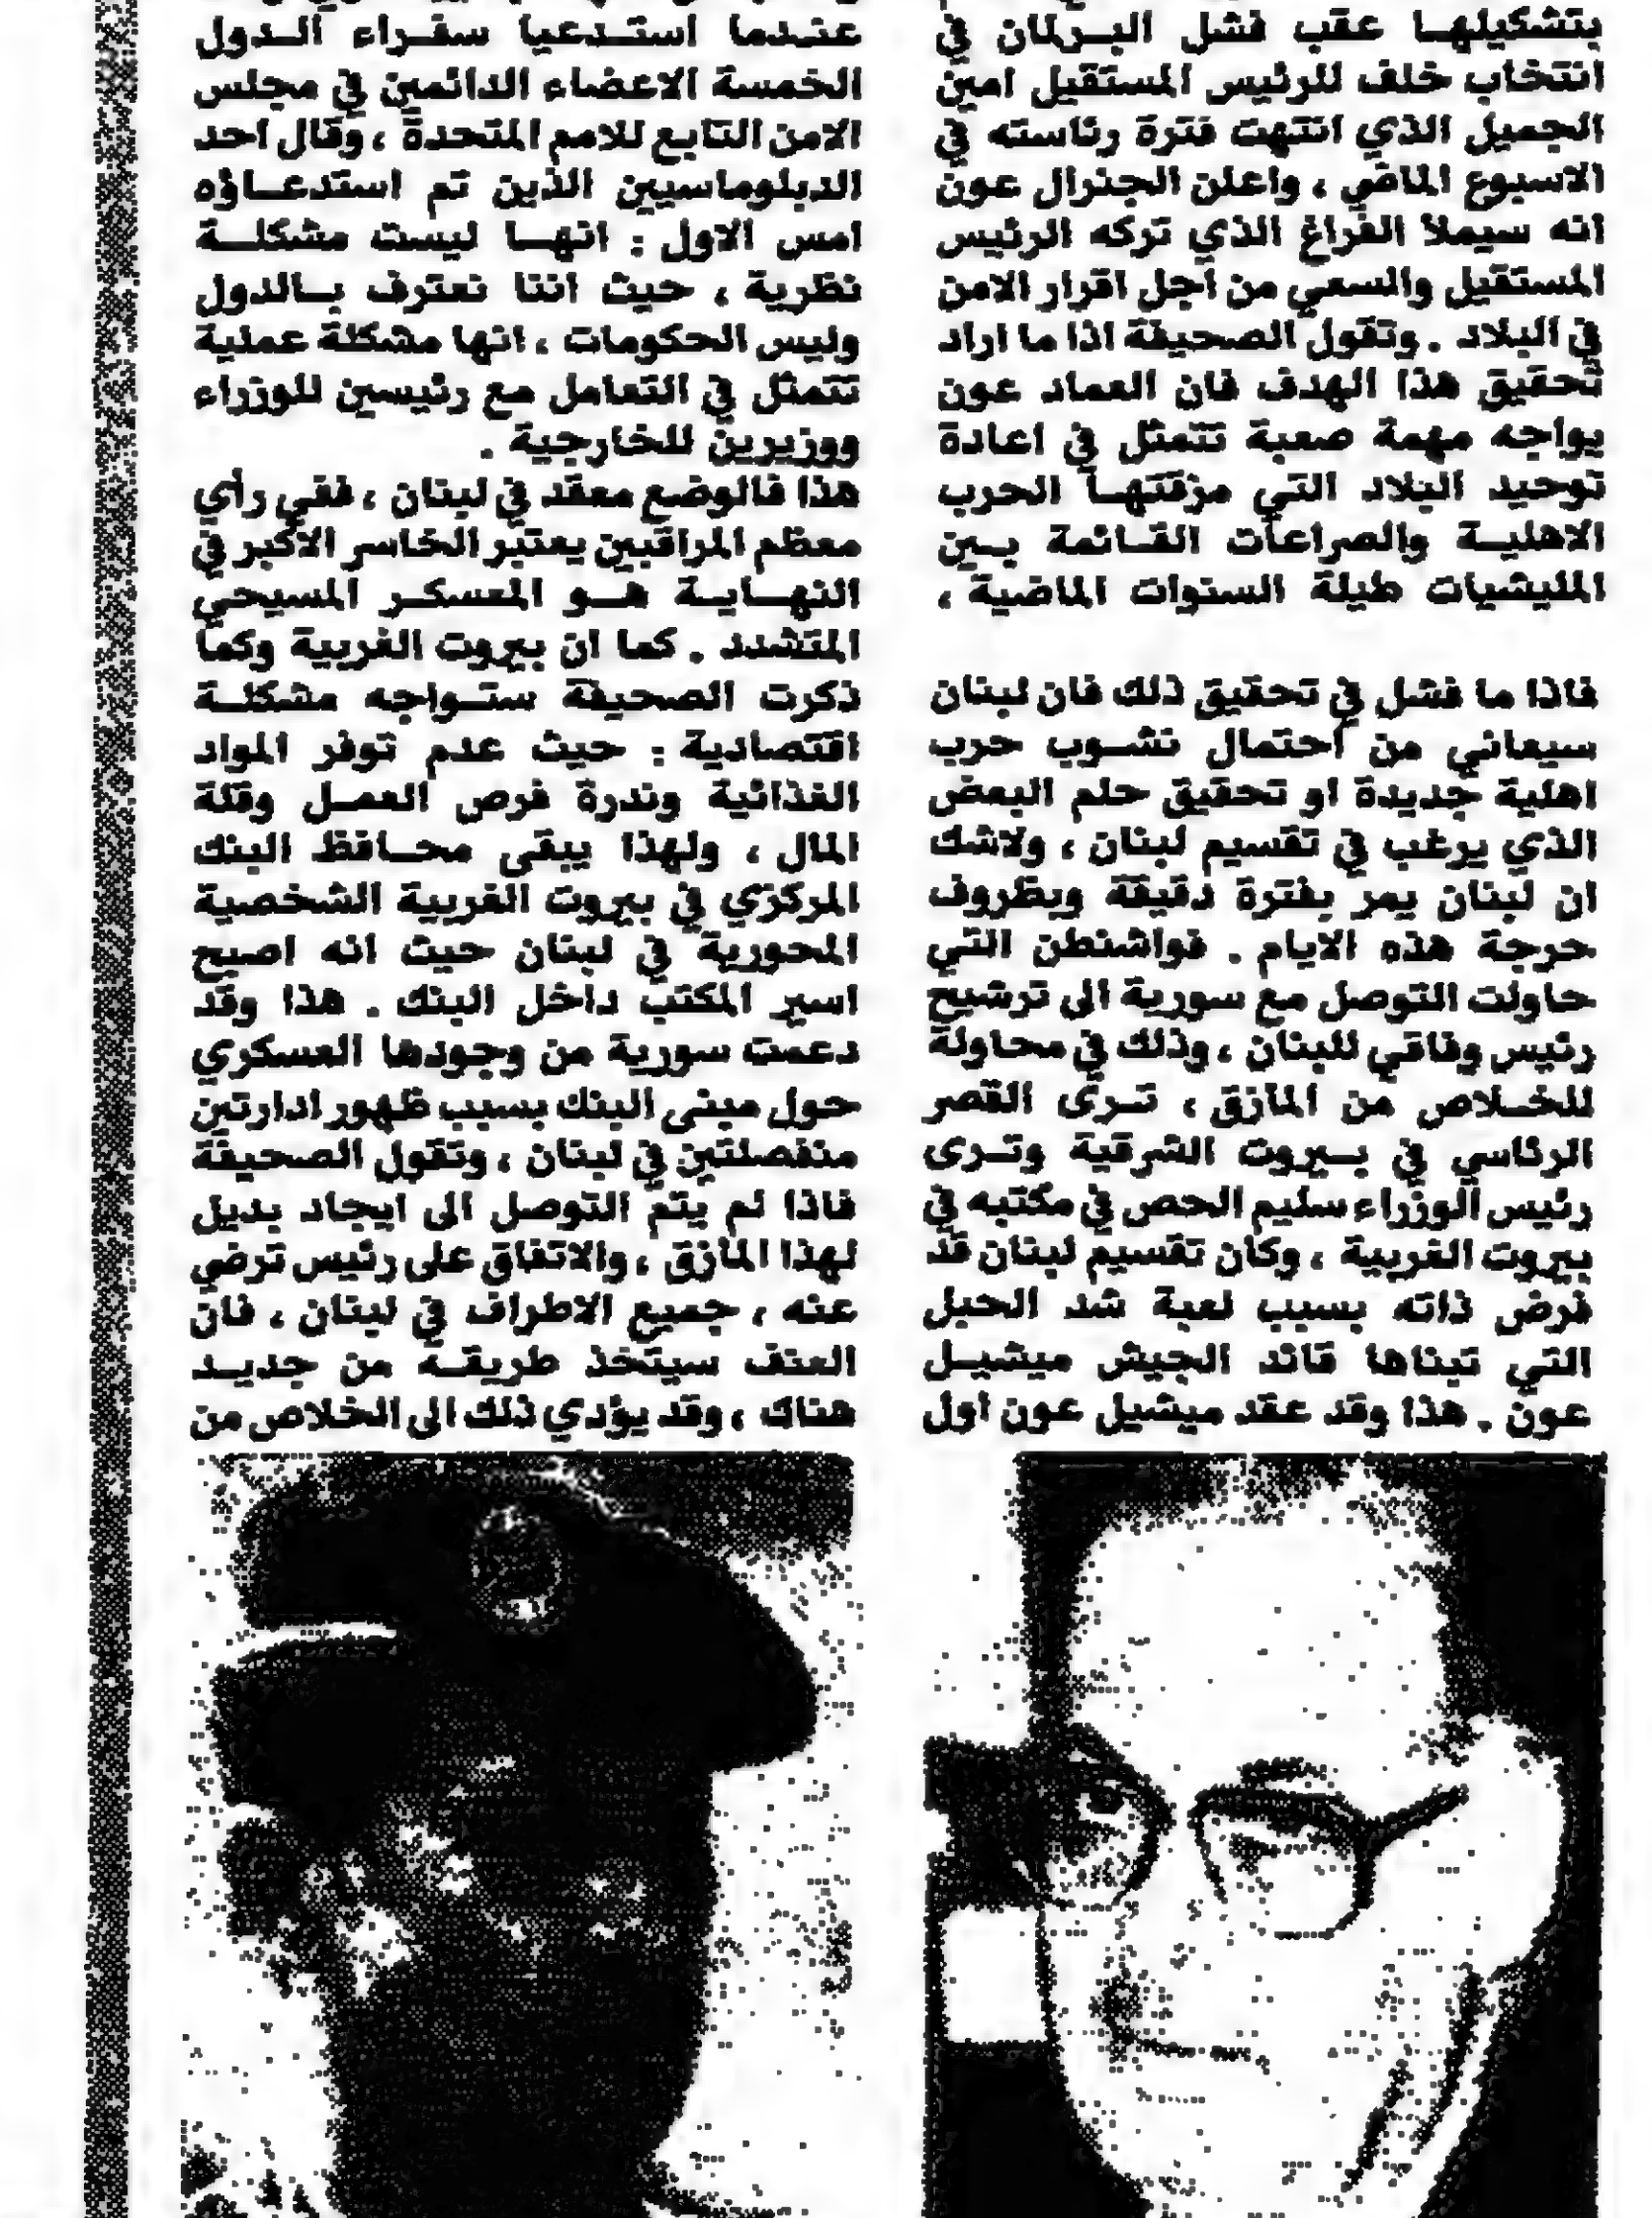 بتشكيلها عقب فشل البرلمان في
انتخاب خلف للرئيس المستقيل امين
الجميل الذي انتهت فترة رئاسته في
الاسبوع الماضي ، واعلن الجنرال عون
انه سيملا الفراغ الذي تركه الرئيس
المستقيل والسعي من اجل اقرار الامن
في البلاد . وتقول الصحيفة اذا ما اراد
تحقيق هذا الهدف فان العماد عون
يواجه مهمة صعبة تتمثل في اعادة
توحيد البلاد التي مزقتها الحرب
الاهلية والصراعات القائمة بين
المليشيات طيلة السنوات الماضية ،
فاذا ما فشل في تحقيق ذلك فان لبنان
سيعاني من احتمال نشوب حرب
اهلية جديدة او تحقيق حلم البعض
الذي يرغب في تقسيم لبنان ، ولاشك
ان لبنان يمر بفترة دقيقة وبظروف
حرجة هذه الايام . فواشنطن التي
حاولت التوصل مع سورية الى ترشيح
رئيس وفاقي للبنان ، وذلك في محاولة
للخلاص من المازق ، ترى القصر
الرئاسي في بيروت الشرقية وترى
رئيس الوزراء سليم الحص في مكتبه في
بيروت الغربية ، وكان تقسيم لبنان قد
فرض ذاته بسبب لعبة شد الحبل
التي تبناها قائد الجيش ميشيل
عون . هذا وقد عقد ميشيل عون اول
عندما استدعيا سفراء الدول
الخمسة الاعضاء الدائمين في مجلس
الامن التابع للامم المتحدة ، وقال احد
الدبلوماسيين الذين تم استدعاؤه
امس الاول : انها ليست مشكلة
نظرية ، حيث اننا نعترف بالدول
وليس الحكومات ، انها مشكلة عملية
تتمثل في التعامل مع رئيسين للوزراء
ووزيرين للخارجية .
هذا فالوضع معقد في لبنان ، ففي رأي
معظم المراقبين يعتبر الخاسر الاكبر في
النهاية هو المعسكر المسيحي
المتشدد . كما ان بيروت الغربية وكما
ذكرت الصحيفة ستواجه مشكلة
اقتصادية : حيث عدم توفر المواد
الغذائية وندرة فرص العمل وقلة
المال ، ولهذا يبقى محافظ البنك
المركزي في بيروت الغربية الشخصية
المحورية في لبنان حيث انه اصبح
اسير المكتب داخل البنك . هذا وقد
دعمت سورية من وجودها العسكري
حول مبنى البنك بسبب ظهور ادارتين
منفصلتين في لبنان ، وتقول الصحيفة
فاذا لم يتم التوصل الى ايجاد بديل
لهذا المازق ، والاتفاق على رئيس ترضي
عنه ، جميع الاطراف في لبنان ، فان
العنف سيتخذ طريقة من جديد
هناك ، وقد يؤدي ذلك الى الخلاص من